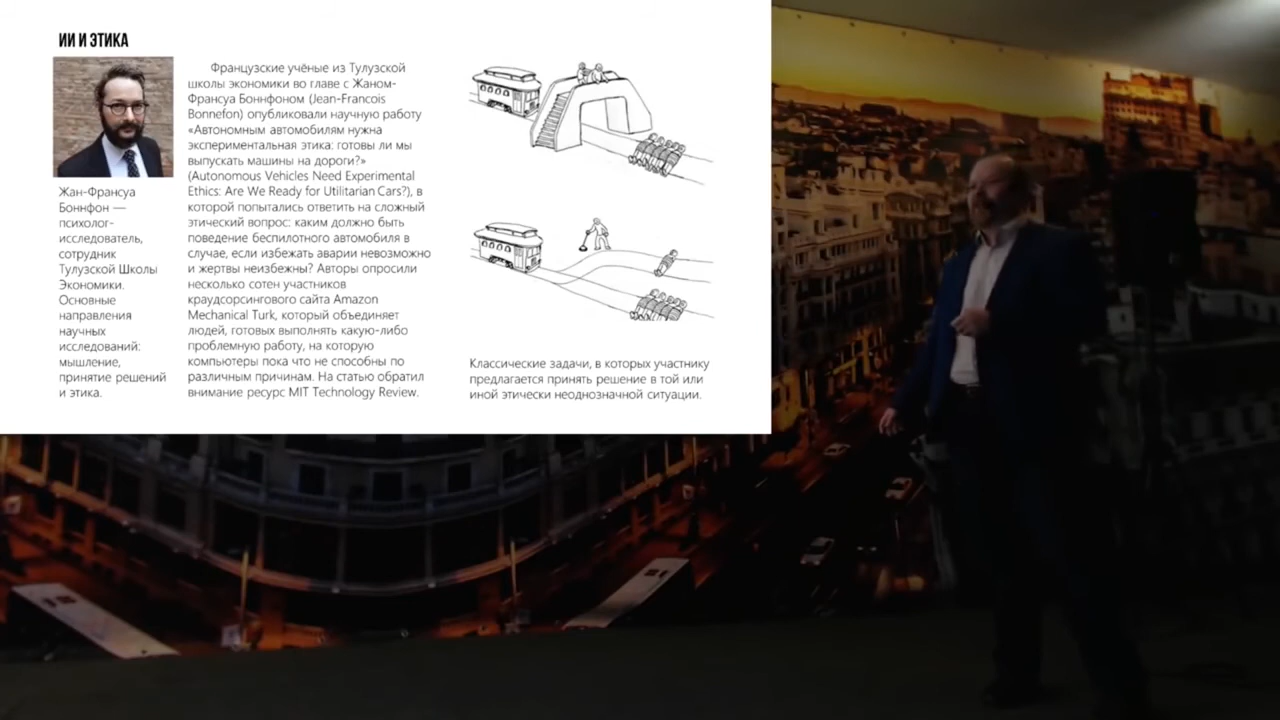 ИИ И ЭТИКА
Жан-Франсуа
Боннфон —
психолог-
исследователь,
сотрудник
Тулузской Школы
Экономики.
Основные
направления
научных
исследований:
мышление,
принятие решений
и этика.
Французские учёные из Тулузской
школы экономики во главе с Жаном-
Франсуа Боннфоном (Jean-Francois
Bonnefon) опубликовали научную работу
«Автономным автомобилям нужна
экспериментальная этика: готовы ли мы
выпускать машины на дороги?»
(Autonomous Vehicles Need Experimental
Ethics: Are We Ready for Utilitarian Cars?), в
которой попытались ответить на сложный
этический вопрос: каким должно быть
поведение беспилотного автомобиля в
случае, если избежать аварии невозможно
и жертвы неизбежны? Авторы опросили
несколько сотен участников
краудсорсингового сайта Amazon
Mechanical Turk, который объединяет
людей, готовых выполнять какую-либо
проблемную работу, на которую
компьютеры пока что не способны по
различным причинам. На статью обратил
внимание ресурс MIT Technology Review.
Классические задачи, в которых участнику
предлагается принять решение в той или
иной этически неоднозначной ситуации.